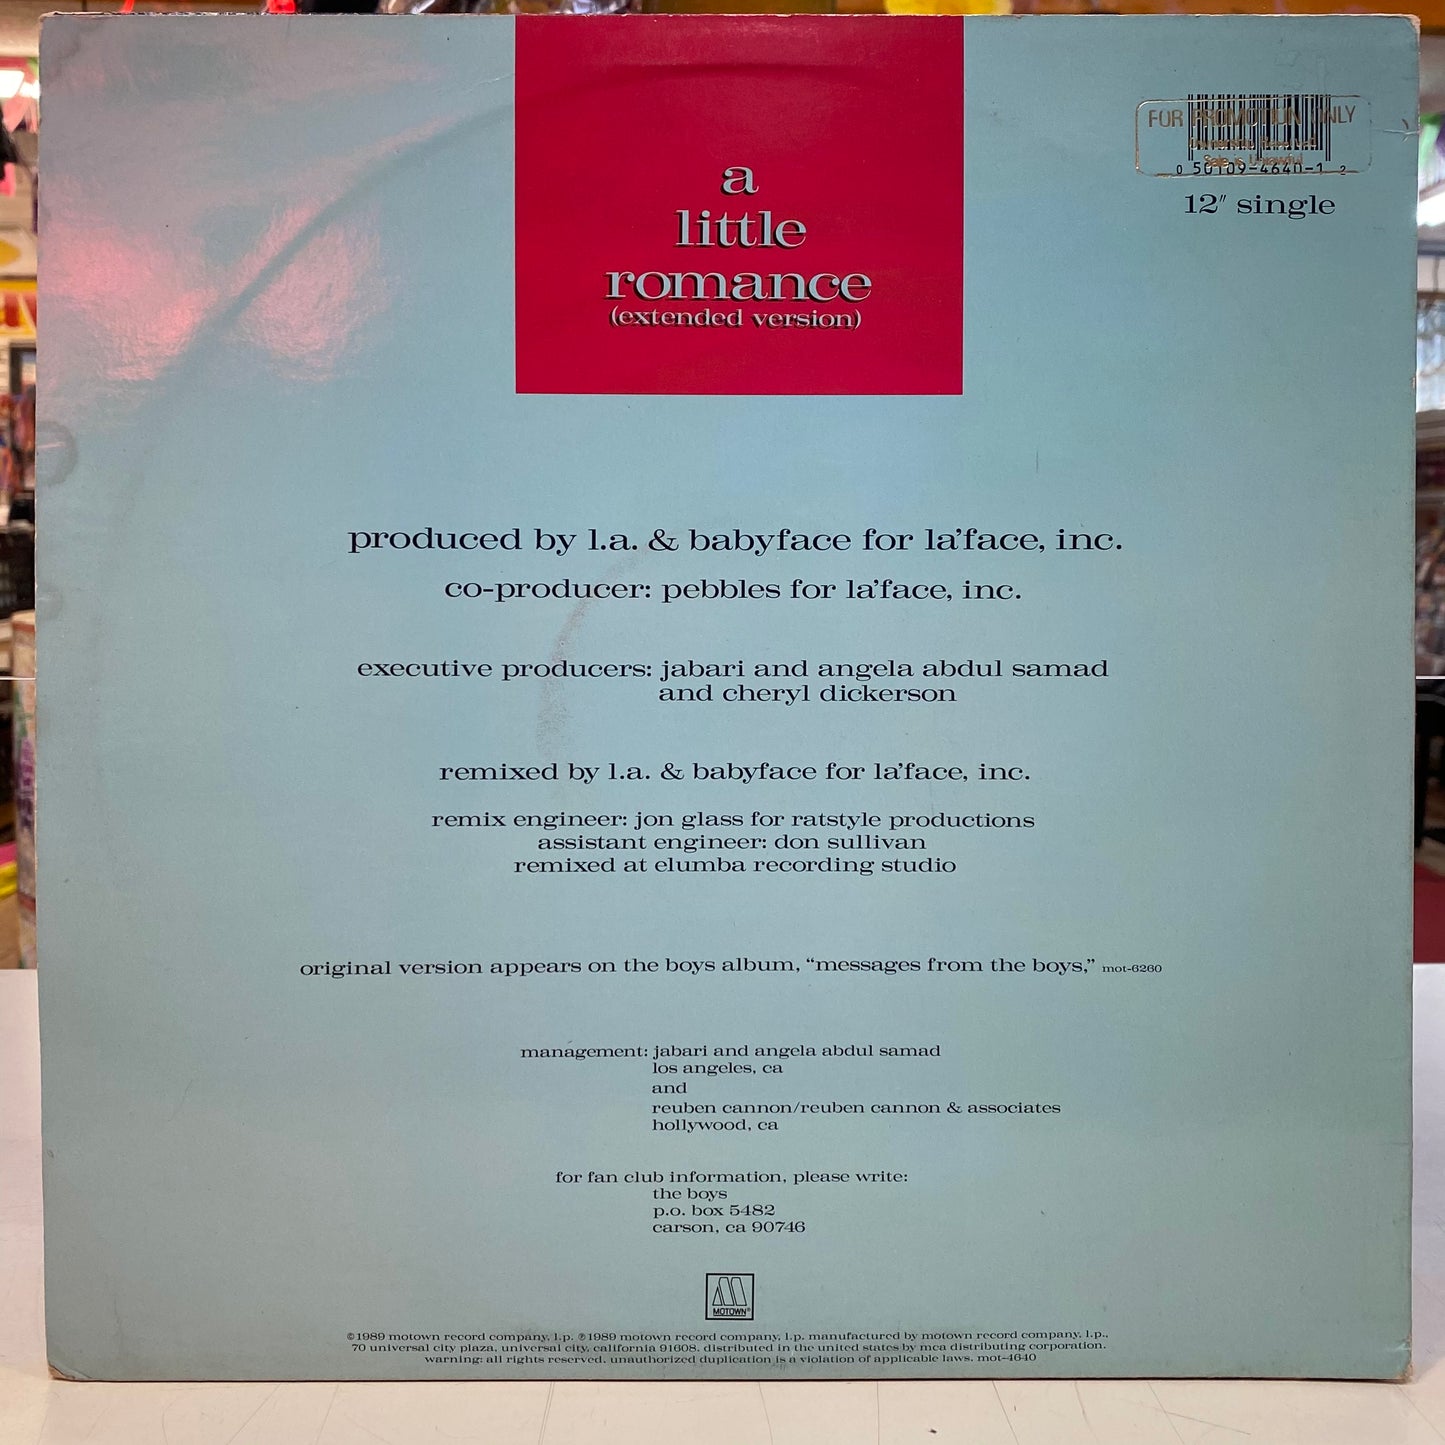 a
little
romance
(extended version)
FOR PROMOTION ONLY
Sale is Unlawful
0 50109-4640-1 2
12" single
produced by l.a. & babyface for la'face, inc.
co-producer: pebbles for la'face, inc.
executive producers: jabari and angela abdul samad
and cheryl dickerson
remixed by l.a. & babyface for la'face, inc.
remix engineer: jon glass for ratstyle productions
assistant engineer: don sullivan
remixed at elumba recording studio
original version appears on the boys album, "messages from the boys," mot-6260
management: jabari and angela abdul samad
los angeles, ca
and
reuben cannon/reuben cannon & associates
hollywood, ca
for fan club information, please write:
the boys
p.o. box 5482
carson, ca 90746
MOTOWN®
©1989 motown record company, l.p. ℗1989 motown record company, l.p. manufactured by motown record company, l.p.,
70 universal city plaza, universal city, california 91608. distributed in the united states by mca distributing corporation.
warning: all rights reserved. unauthorized duplication is a violation of applicable laws. mot-4640